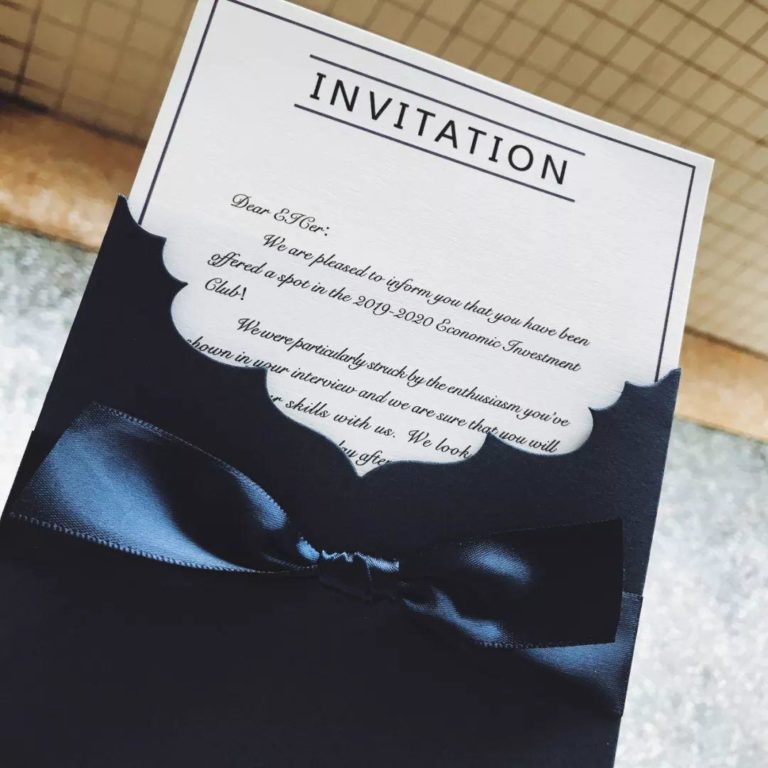 INVITATION
Dear EICer:
We are pleased to inform you that you have been
offered a spot in the 2019-2020 Economic Investment
Club!
We were particularly struck by the enthusiasm you've
shown in your interview and we are sure that you will
skills with us. We look